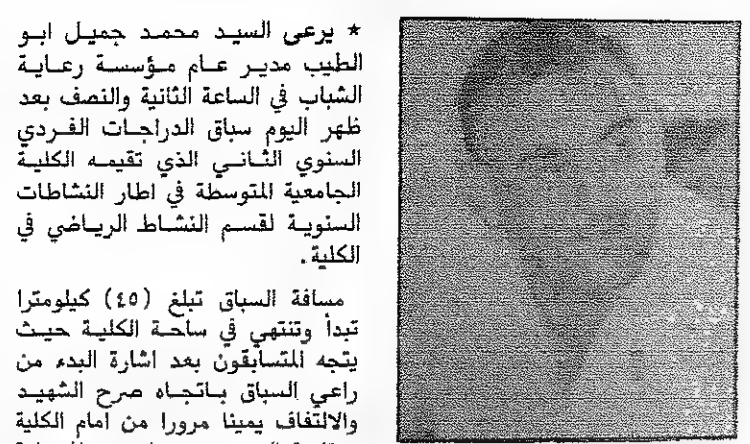 ★ يرعى السيد محمد جميل ابو
الطيب مدير عام مؤسسة رعاية
الشباب في الساعة الثانية والنصف بعد
ظهر اليوم سباق الدراجات الفردي
السنوي الثاني الذي تقيمه الكلية
الجامعية المتوسطة في اطار النشاطات
السنوية لقسم النشاط الرياضي في
الكلية.
مسافة السباق تبلغ (٤٥) كيلومترا
تبدأ وتنتهي في ساحة الكلية حيث
يتجه المتسابقون بعد اشارة البدء من
راعي السباق باتجاه صرح الشهيد
والالتفاف يمينا مرورا من امام الكلية